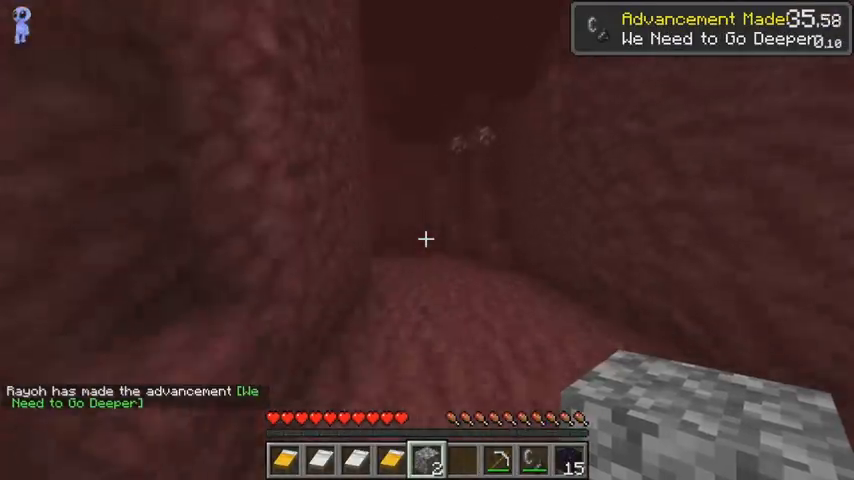 Advancement Made!
35.58
We Need to Go Deeper
0.10
Rayoh has made the advancement [We
Need to Go Deeper]
2
15